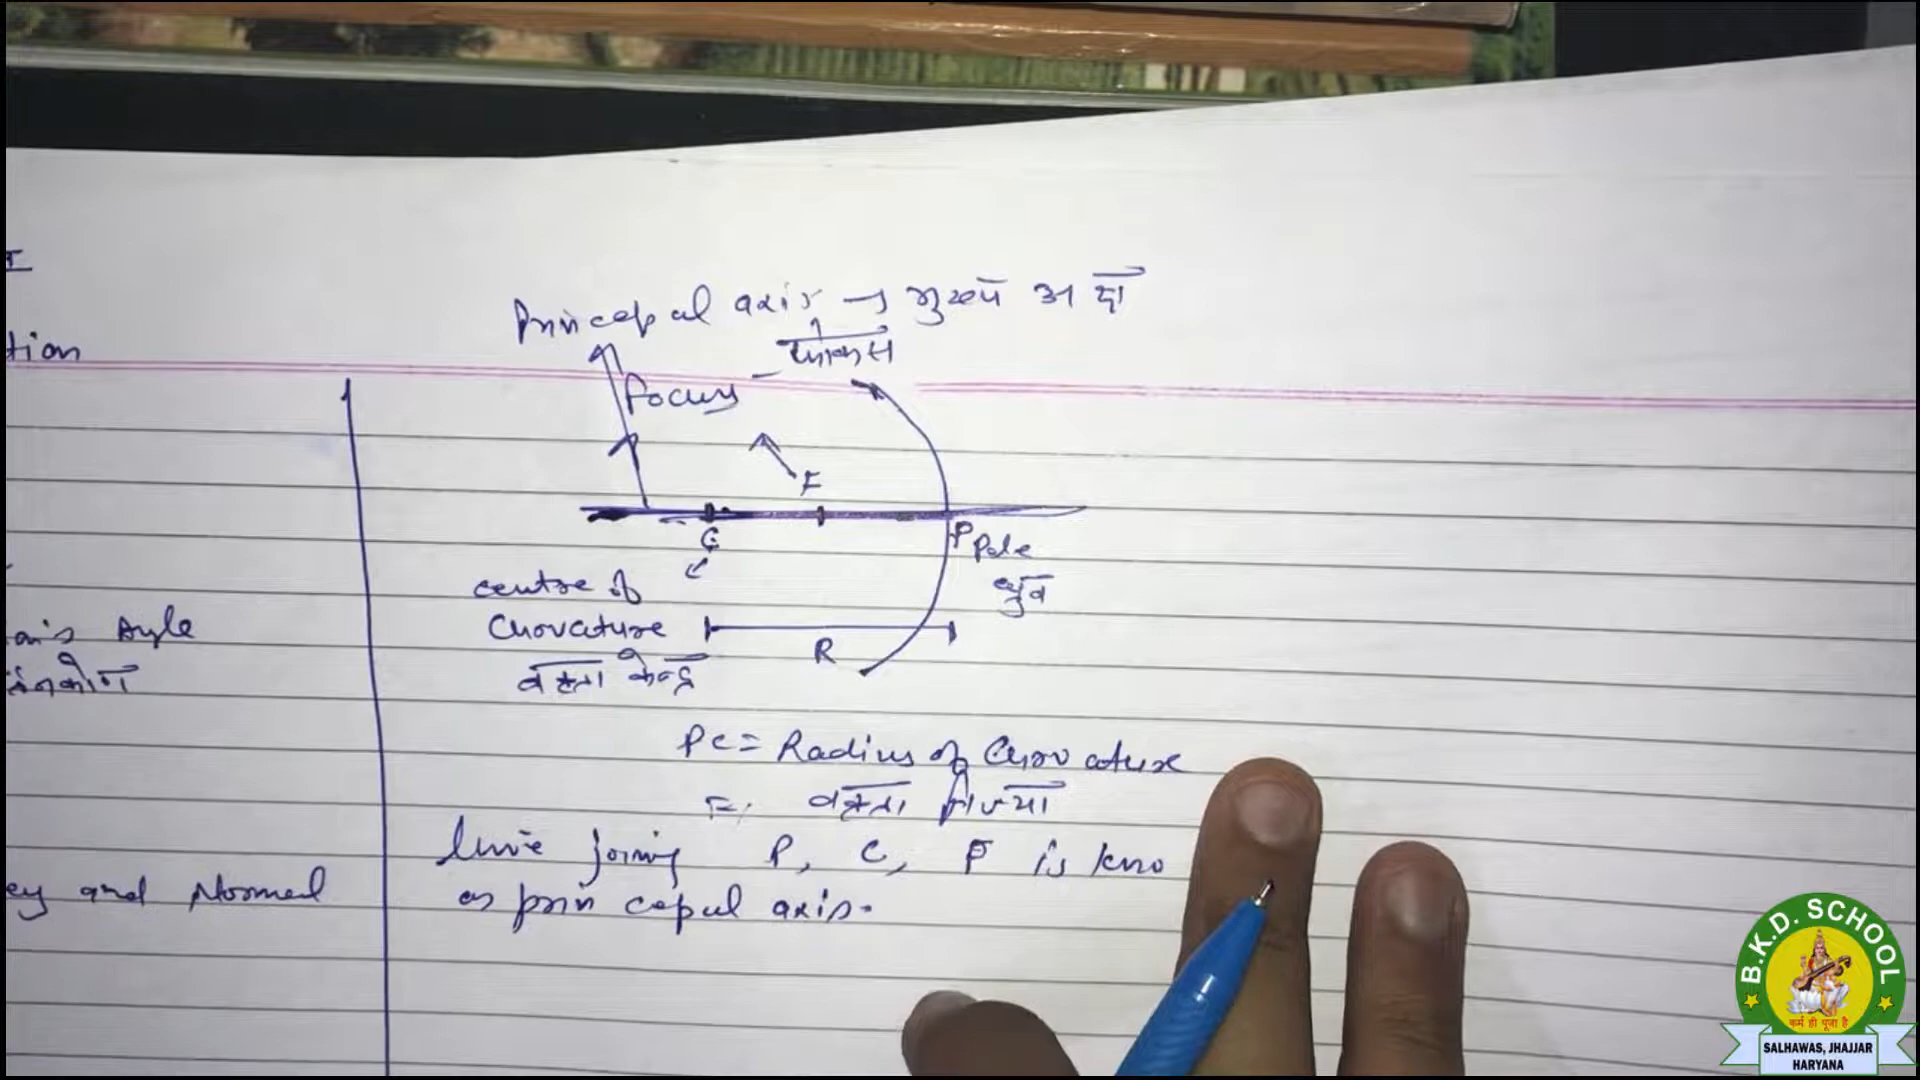 tion
Angle
ey and Normal
Principal axis → मुख्य अक्ष
फोकस
Focus
F
C
P Pole
ध्रुव
centre of
Curvature
वक्रता केन्द्र
R
PC = Radius of Curvature
= वक्रता त्रिज्या
line joining P, C, F is kno
as principal axis.
B.K.D. SCHOOL
कर्म ही पूजा है
SALHAWAS, JHAJJAR
HARYANA